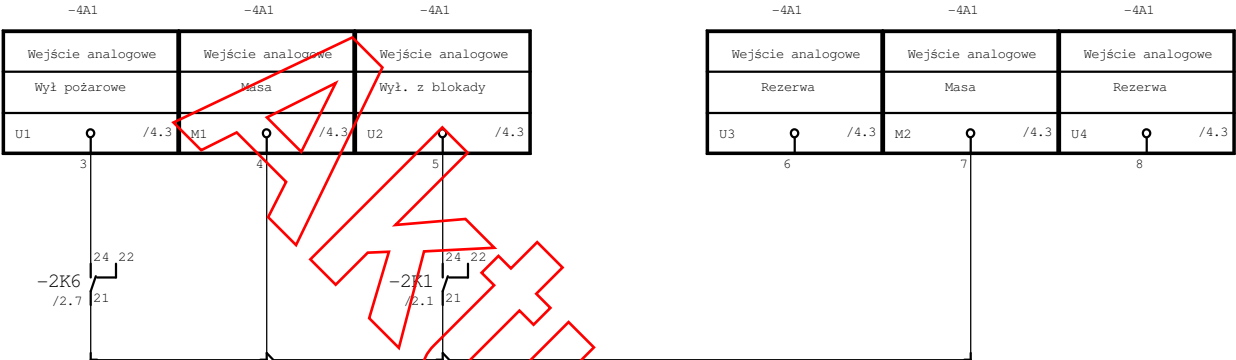 -4A1 -4A1 -4A1 -4A1 -4A1 -4A1
Wejście analogowe Wejście analogowe Wejście analogowe Wejście analogowe Wejście analogowe Wejście analogowe
Wył pożarowe Masa Wył. z blokady Rezerwa Masa Rezerwa
U1 /4.3 M1 /4.3 U2 /4.3 U3 /4.3 M2 /4.3 U4 /4.3
3 4 5 6 7 8
24 22 24 22
-2K6 -2K1
/2.7 21 /2.1 21